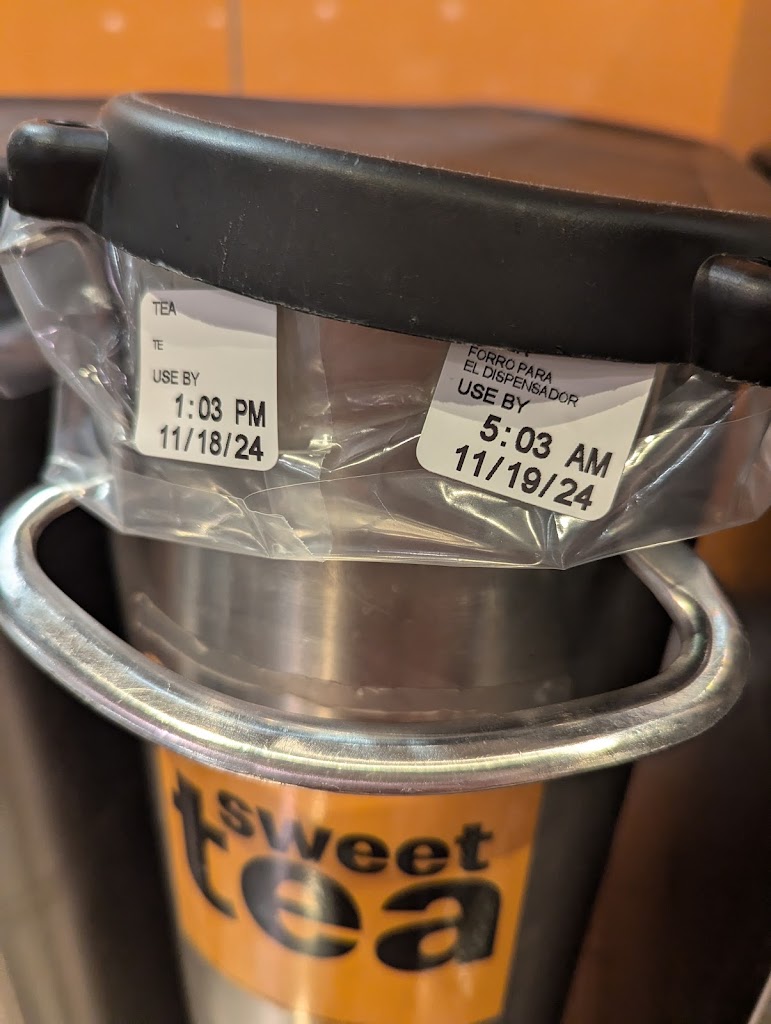 TEA
TE
USE BY
1:03 PM
11/18/24
FORRO PARA
EL DISPENSADOR
USE BY
5:03 AM
11/19/24
sweet
tea